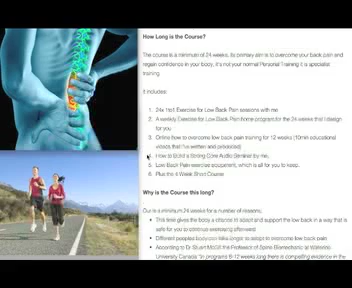 How Long is the Course?
The course is a minimum of 24 weeks, its primary aim is to overcome your back pain and
regain confidence in your body, it's not your normal Personal Training it is specialist
training.
It includes:
1. 24x 1to1 Exercise for Low Back Pain sessions with me
2. A weekly Exercise for Low Back Pain home program for the 24 weeks that I design
for you
3. Online how to overcome low back pain training for 12 weeks (10min educational
videos that I've written and produced)
4. How to Build a Strong Core Audio Seminar by me.
5. Low Back Pain exercise equipment, which is all for you to keep.
6. Plus the 4 Week Short Course
Why is the Course this long?
Our is a minimum 24 weeks for a number of reasons:
• This time gives the body a chance to adapt and support the low back in a way that is
safe for you to continue exercising afterward
• Different peoples bodys can take longer to adapt to overcome low back pain
• According to Dr Stuart McGill the Professor of Spine Biomechanics at Waterloo
University Canada "in programs 6-12 weeks long there is compelling evidence in the